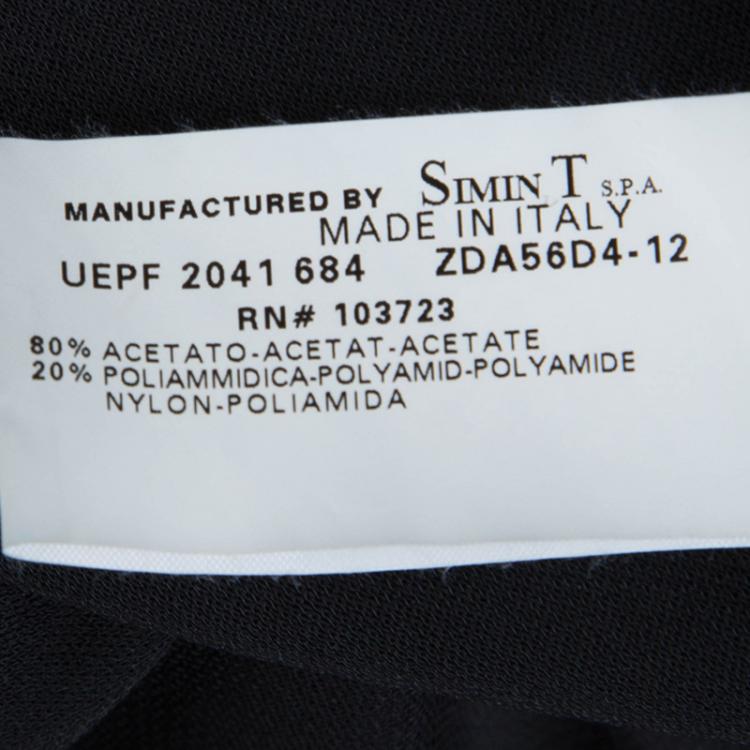 MANUFACTURED BY SIMIN T S.P.A.
MADE IN ITALY
UEPF 2041 684 ZDA56D4-12
RN# 103723
80% ACETATO-ACETAT-ACETATE
20% POLIAMMIDICA-POLYAMID-POLYAMIDE
NYLON-POLIAMIDA